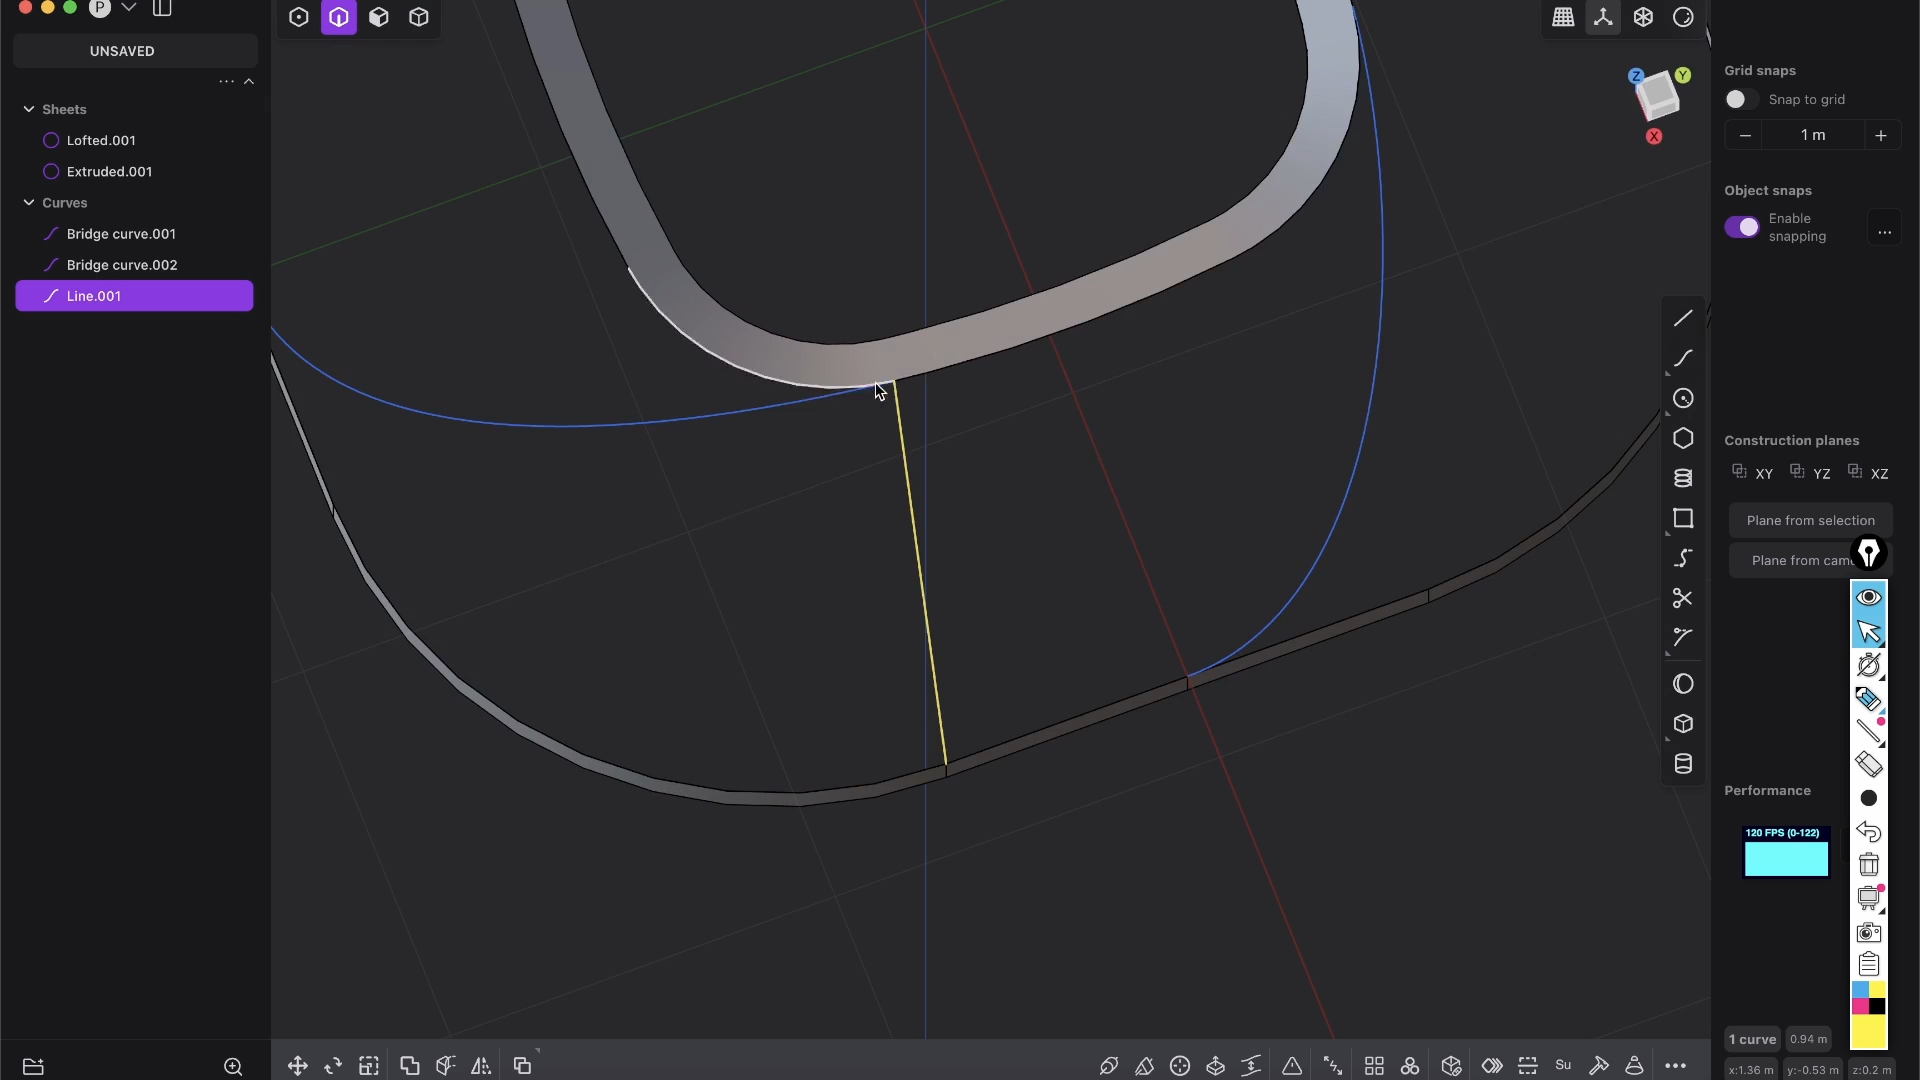 P
UNSAVED
Sheets
Lofted.001
Extruded.001
Curves
Bridge curve.001
Bridge curve.002
Line.001
Z
Y
X
Grid snaps
Snap to grid
1 m
Object snaps
Enable
snapping
...
Construction planes
XY
YZ
XZ
Plane from selection
Plane from cam
Performance
120 FPS (0-122)
1 curve
0.94 m
Su
x:1.36 m
y:-0.53 m
z:0.2 m